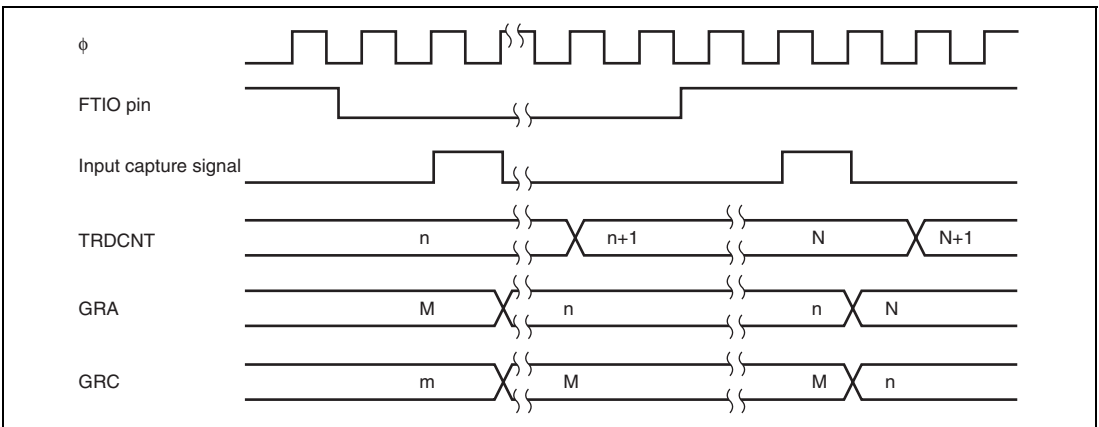 φ
FTIO pin
Input capture signal
TRDCNT n n+1 N N+1
GRA M n n N
GRC m M M n